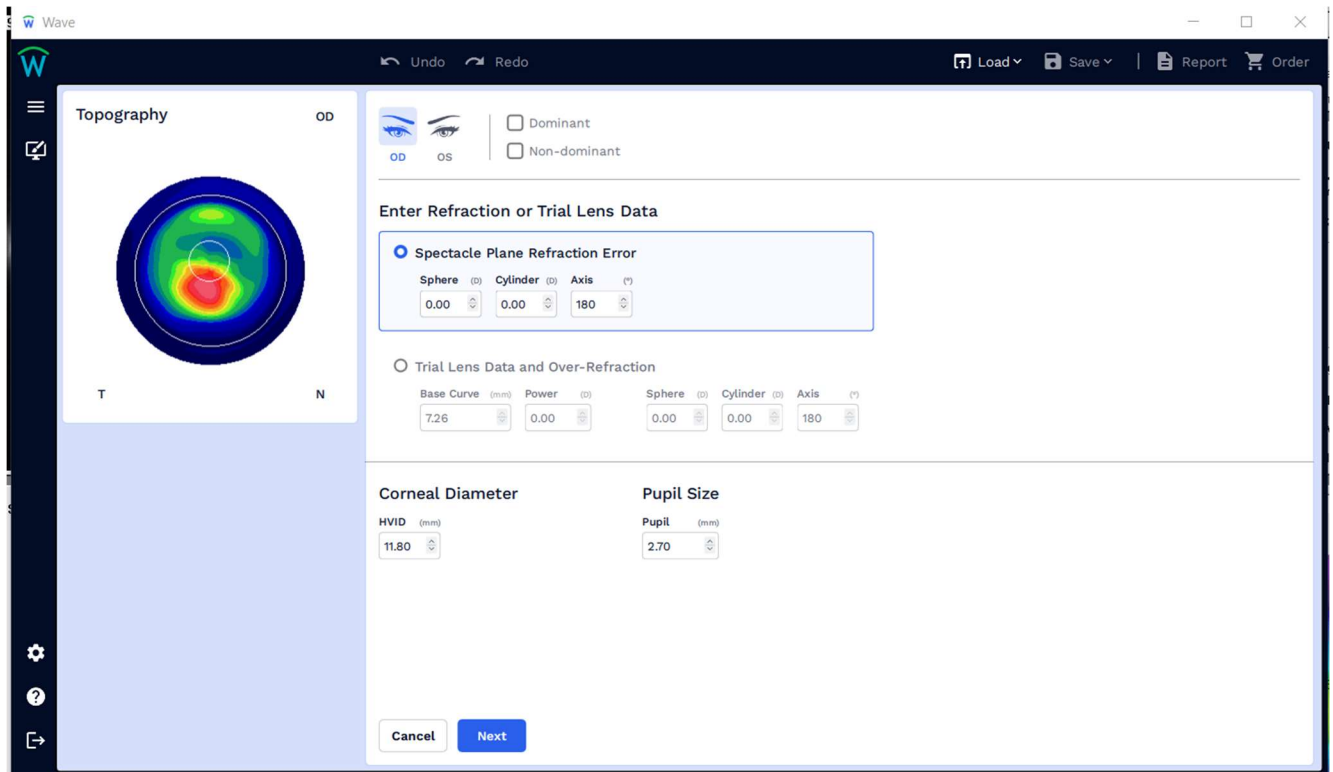 Wave
Undo Redo Load Save | Report Order
Topography OD
T N
OD OS
Dominant
Non-dominant
Enter Refraction or Trial Lens Data
Spectacle Plane Refraction Error
Sphere (D) Cylinder (D) Axis (°)
0.00 0.00 180
Trial Lens Data and Over-Refraction
Base Curve (mm) Power (D) Sphere (D) Cylinder (D) Axis (°)
7.26 0.00 0.00 0.00 180
Corneal Diameter Pupil Size
HVID (mm) Pupil (mm)
11.80 2.70
Cancel Next